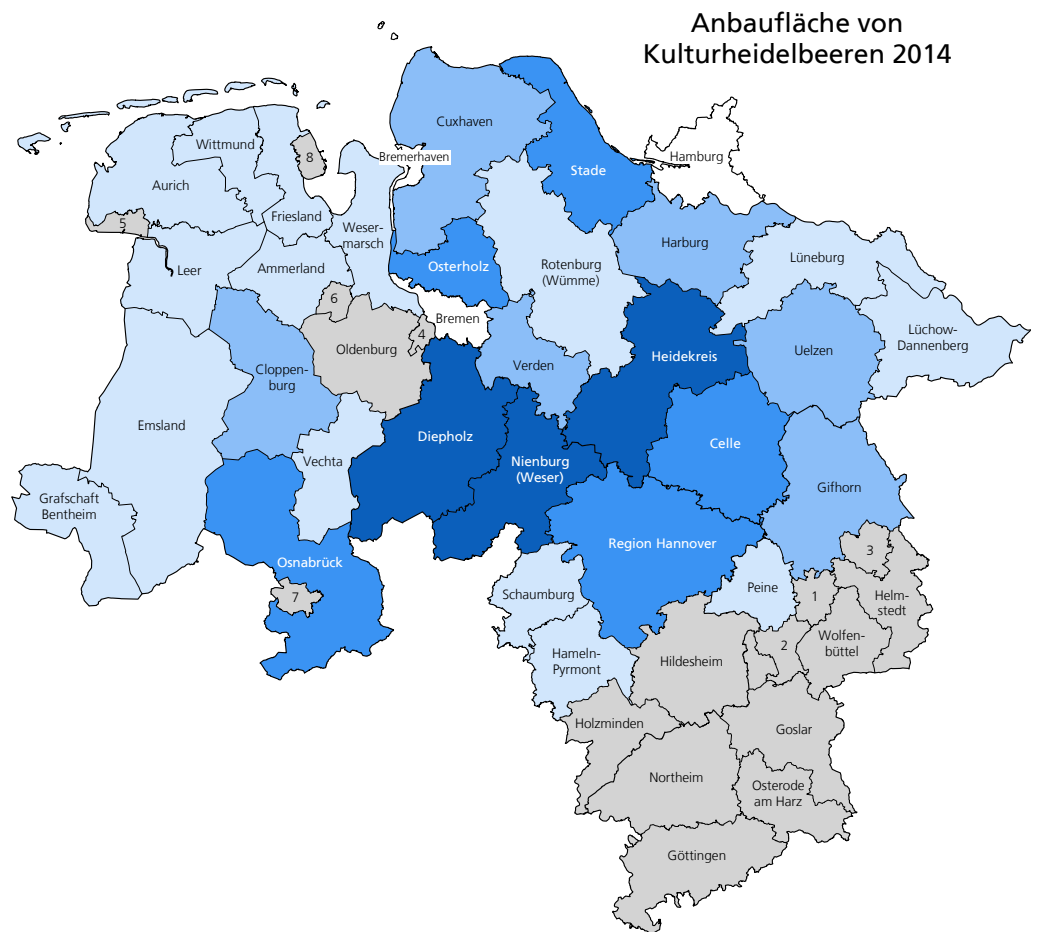 Anbaufläche von
Kulturheidelbeeren 2014
Cuxhaven
Wittmund
8
Bremerhaven
Hamburg
Stade
Aurich
5
Friesland
Weser-
marsch
Harburg
Lüneburg
Leer
Ammerland
Osterholz
Rotenburg
(Wümme)
6
Bremen
4
Oldenburg
Lüchow-
Dannenberg
Heidekreis
Uelzen
Verden
Cloppen-
burg
Emsland
Diepholz
Celle
Vechta
Nienburg
(Weser)
Gifhorn
Grafschaft
Bentheim
Region Hannover
3
Osnabrück
Peine
7
Schaumburg
1
Helm-
stedt
Wolfen-
büttel
2
Hameln-
Pyrmont
Hildesheim
Holzminden
Goslar
Northeim
Osterode
am Harz
Göttingen